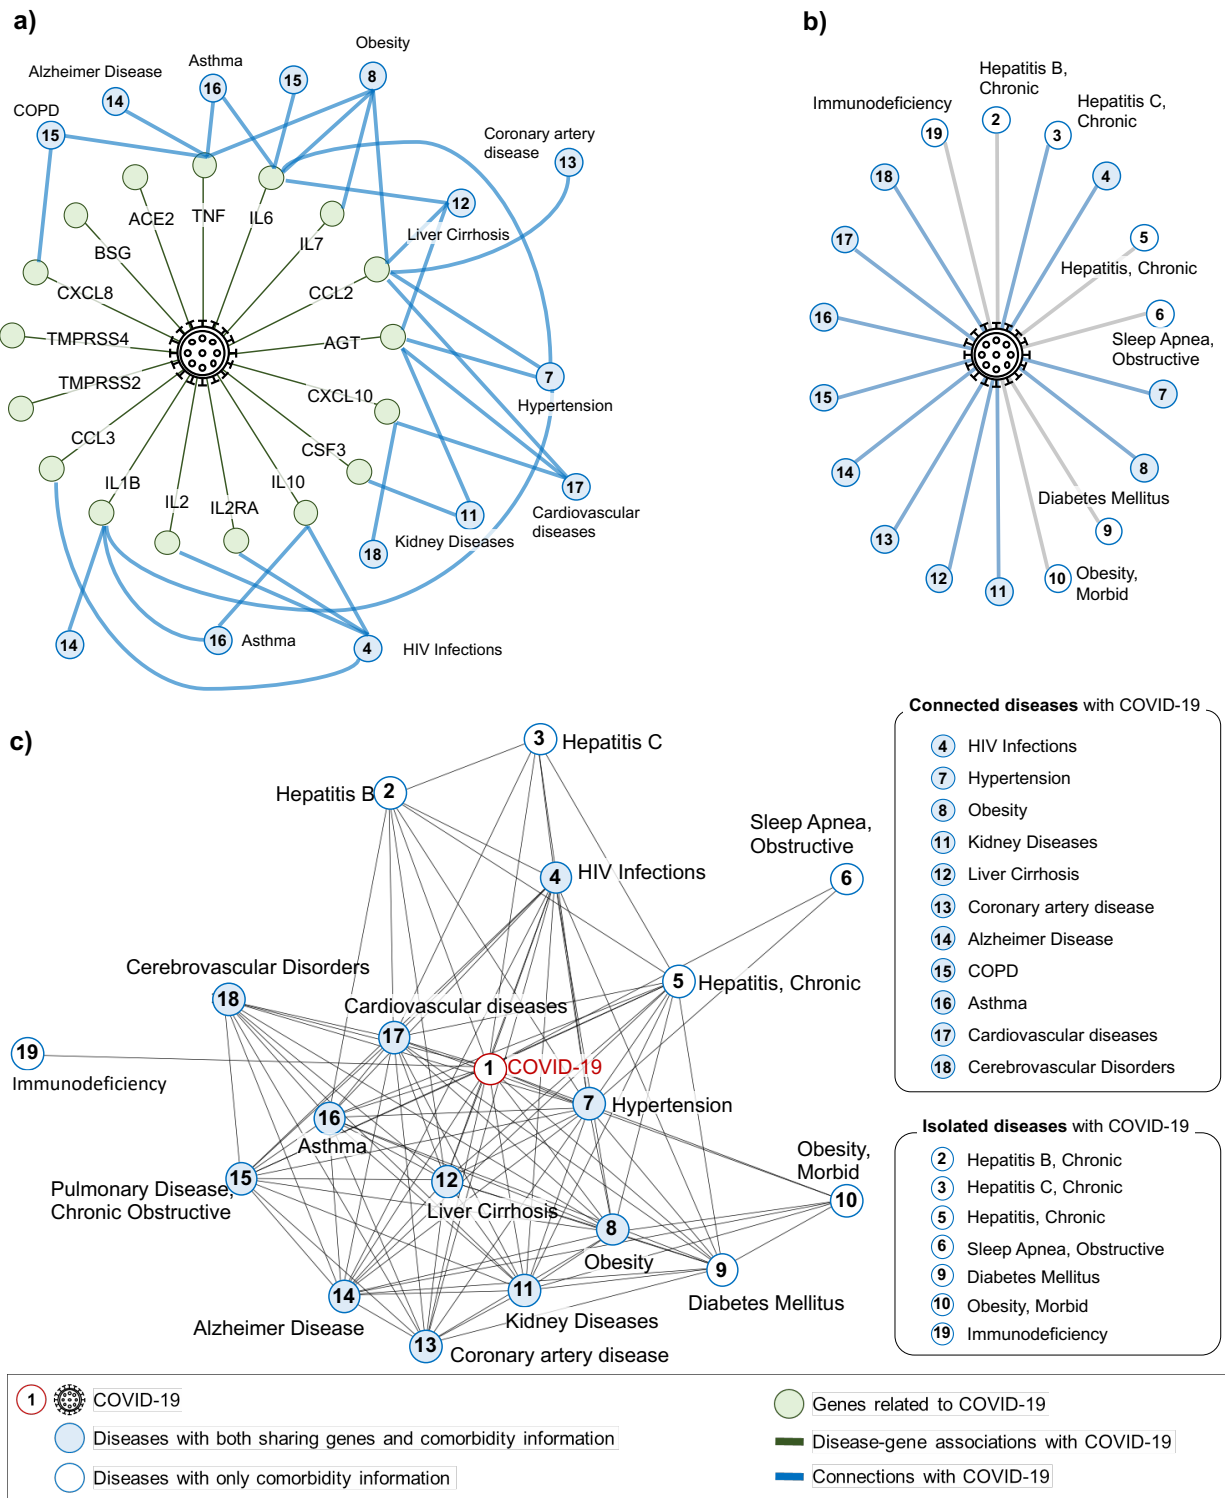 a)
Obesity
Asthma
15
8
Alzheimer Disease
16
14
COPD
15
Coronary artery
disease
13
12
Liver Cirrhosis
ACE2
TNF
IL6
IL7
BSG
CXCL8
CCL2
TMPRSS4
AGT
TMPRSS2
CXCL10
7
Hypertension
CCL3
CSF3
IL1B
IL2
IL2RA
IL10
17
Cardiovascular
diseases
11
Kidney Diseases
18
14
16
Asthma
4
HIV Infections
b)
Hepatitis B,
Chronic
2
Immunodeficiency
19
Hepatitis C,
Chronic
3
18
4
17
5
Hepatitis, Chronic
16
6
Sleep Apnea,
Obstructive
15
7
14
8
Diabetes Mellitus
9
13
12
11
10
Obesity,
Morbid
c)
3
Hepatitis C
Hepatitis B
2
Sleep Apnea,
Obstructive
6
4
HIV Infections
Cerebrovascular Disorders
18
5
Hepatitis, Chronic
Cardiovascular diseases
17
19
Immunodeficiency
1
COVID-19
7
Hypertension
16
Asthma
Obesity,
Morbid
10
15
Pulmonary Disease,
Chronic Obstructive
12
Liver Cirrhosis
8
Obesity
9
Diabetes Mellitus
14
Alzheimer Disease
11
Kidney Diseases
13
Coronary artery disease
Connected diseases with COVID-19
4 HIV Infections
7 Hypertension
8 Obesity
11 Kidney Diseases
12 Liver Cirrhosis
13 Coronary artery disease
14 Alzheimer Disease
15 COPD
16 Asthma
17 Cardiovascular diseases
18 Cerebrovascular Disorders
Isolated diseases with COVID-19
2 Hepatitis B, Chronic
3 Hepatitis C, Chronic
5 Hepatitis, Chronic
6 Sleep Apnea, Obstructive
9 Diabetes Mellitus
10 Obesity, Morbid
19 Immunodeficiency
1 COVID-19
Diseases with both sharing genes and comorbidity information
Diseases with only comorbidity information
Genes related to COVID-19
Disease-gene associations with COVID-19
Connections with COVID-19